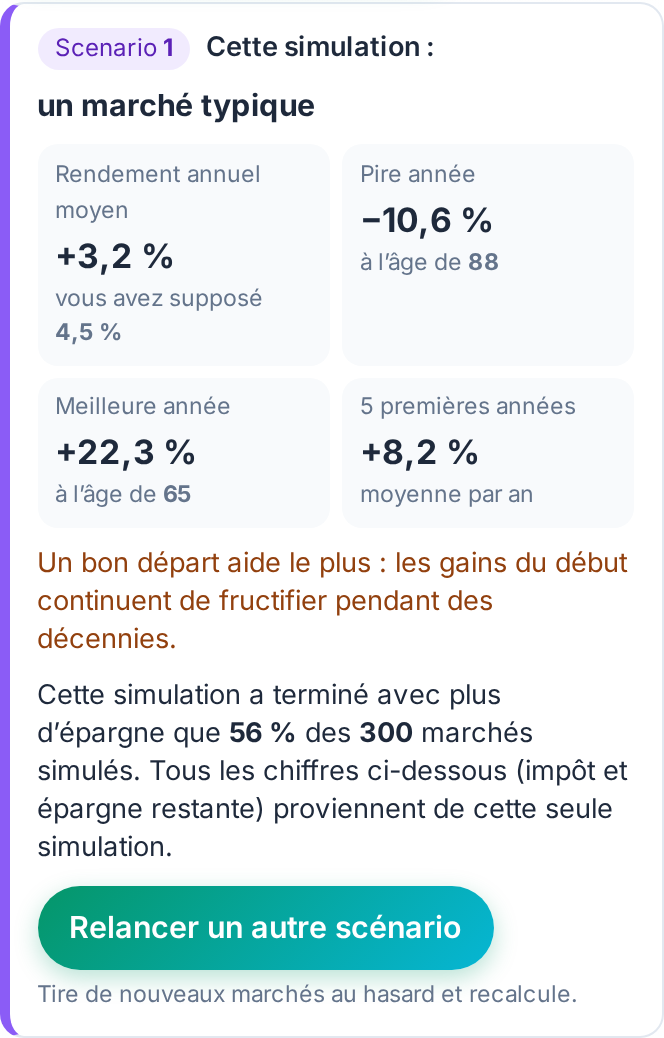 Scenario 1 Cette simulation :
un marché typique
Rendement annuel
moyen
+3,2 %
vous avez supposé
4,5 %
Pire année
−10,6 %
à l’âge de 88
Meilleure année
+22,3 %
à l’âge de 65
5 premières années
+8,2 %
moyenne par an
Un bon départ aide le plus : les gains du début
continuent de fructifier pendant des
décennies.
Cette simulation a terminé avec plus
d’épargne que 56 % des 300 marchés
simulés. Tous les chiffres ci-dessous (impôt et
épargne restante) proviennent de cette seule
simulation.
Relancer un autre scénario
Tire de nouveaux marchés au hasard et recalcule.